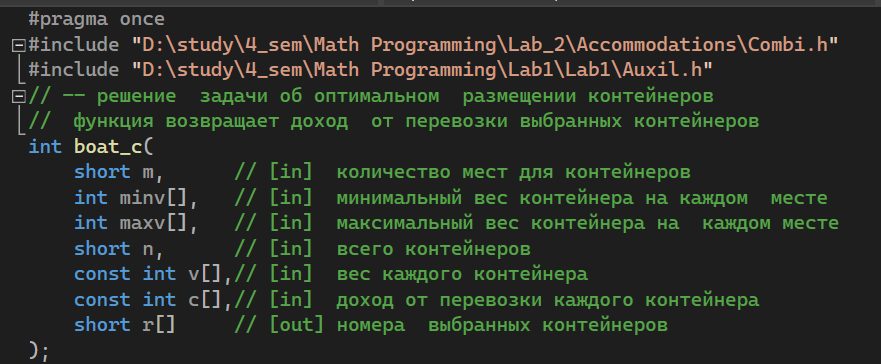 #pragma once
#include "D:\study\4_sem\Math Programming\Lab_2\Accommodations\Combi.h"
#include "D:\study\4_sem\Math Programming\Lab1\Lab1\Auxil.h"
// -- решение  задачи об оптимальном  размещении контейнеров
//  функция возвращает доход  от перевозки выбранных контейнеров
int boat_c(
    short m,      // [in]  количество мест для контейнеров
    int minv[],   // [in]  минимальный вес контейнера на каждом  месте
    int maxv[],   // [in]  максимальный вес контейнера на  каждом месте
    short n,      // [in]  всего контейнеров
    const int v[],// [in]  вес каждого контейнера
    const int c[],// [in]  доход от перевозки каждого контейнера
    short r[]     // [out] номера  выбранных контейнеров
);